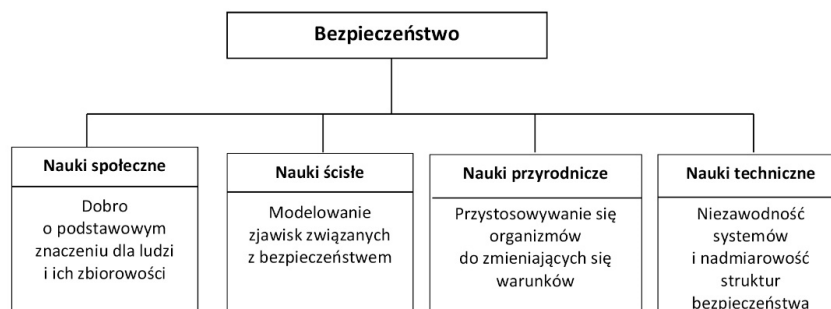 Bezpieczeństwo
Nauki społeczne
Dobro
o podstawowym
znaczeniu dla ludzi
i ich zbiorowości
Nauki ścisłe
Modelowanie
zjawisk związanych
z bezpieczeństwem
Nauki przyrodnicze
Przystosowywanie się
organizmów
do zmieniających się
warunków
Nauki techniczne
Niezawodność
systemów
i nadmiarowość
struktur
bezpieczeństwa